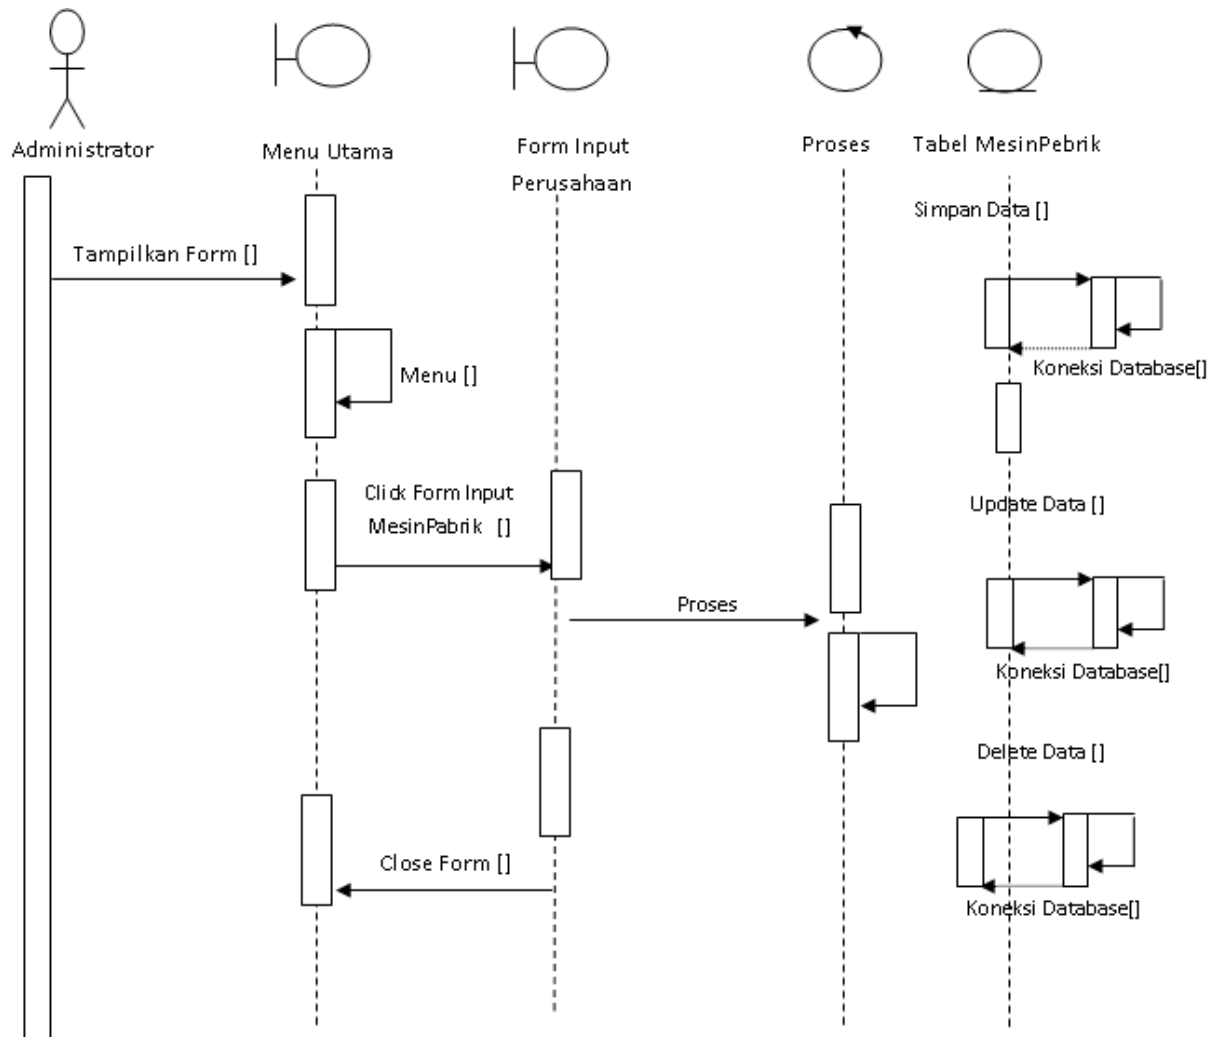 Administrator
Menu Utama
Form Input
Perusahaan
Proses
Tabel MesinPebrik
Simpan Data []
Tampilkan Form []
Koneksi Database[]
Menu []
Click Form Input
MesinPabrik []
Update Data []
Proses
Koneksi Database[]
Delete Data []
Close Form []
Koneksi Database[]